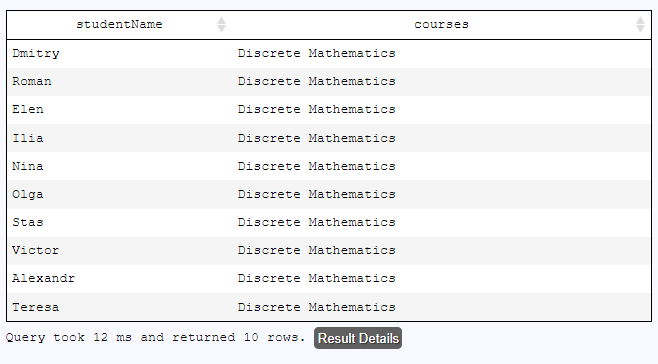 studentName courses
Dmitry Discrete Mathematics
Roman Discrete Mathematics
Elen Discrete Mathematics
Ilia Discrete Mathematics
Nina Discrete Mathematics
Olga Discrete Mathematics
Stas Discrete Mathematics
Victor Discrete Mathematics
Alexandr Discrete Mathematics
Teresa Discrete Mathematics
Query took 12 ms and returned 10 rows. Result Details